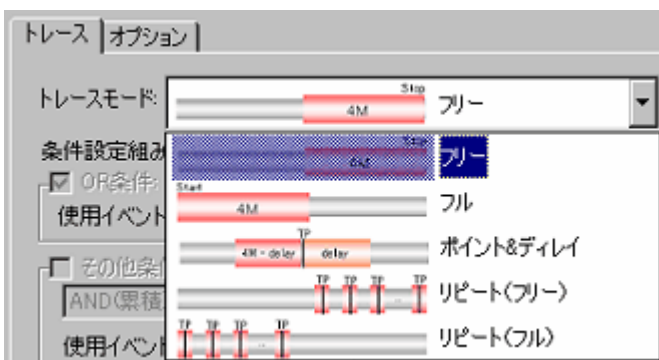 トレース オプション
トレースモード: Stop 4M フリー
条件設定組み
Stop 4M フリー
OR条件:
Start 4M フル
使用イベント
TP 4M - delay delay ポイント&ディレイ
その他条件
TP TP TP .. TP リピート(フリー)
AND(累積
TP TP TP .. TP リピート(フル)
使用イベント